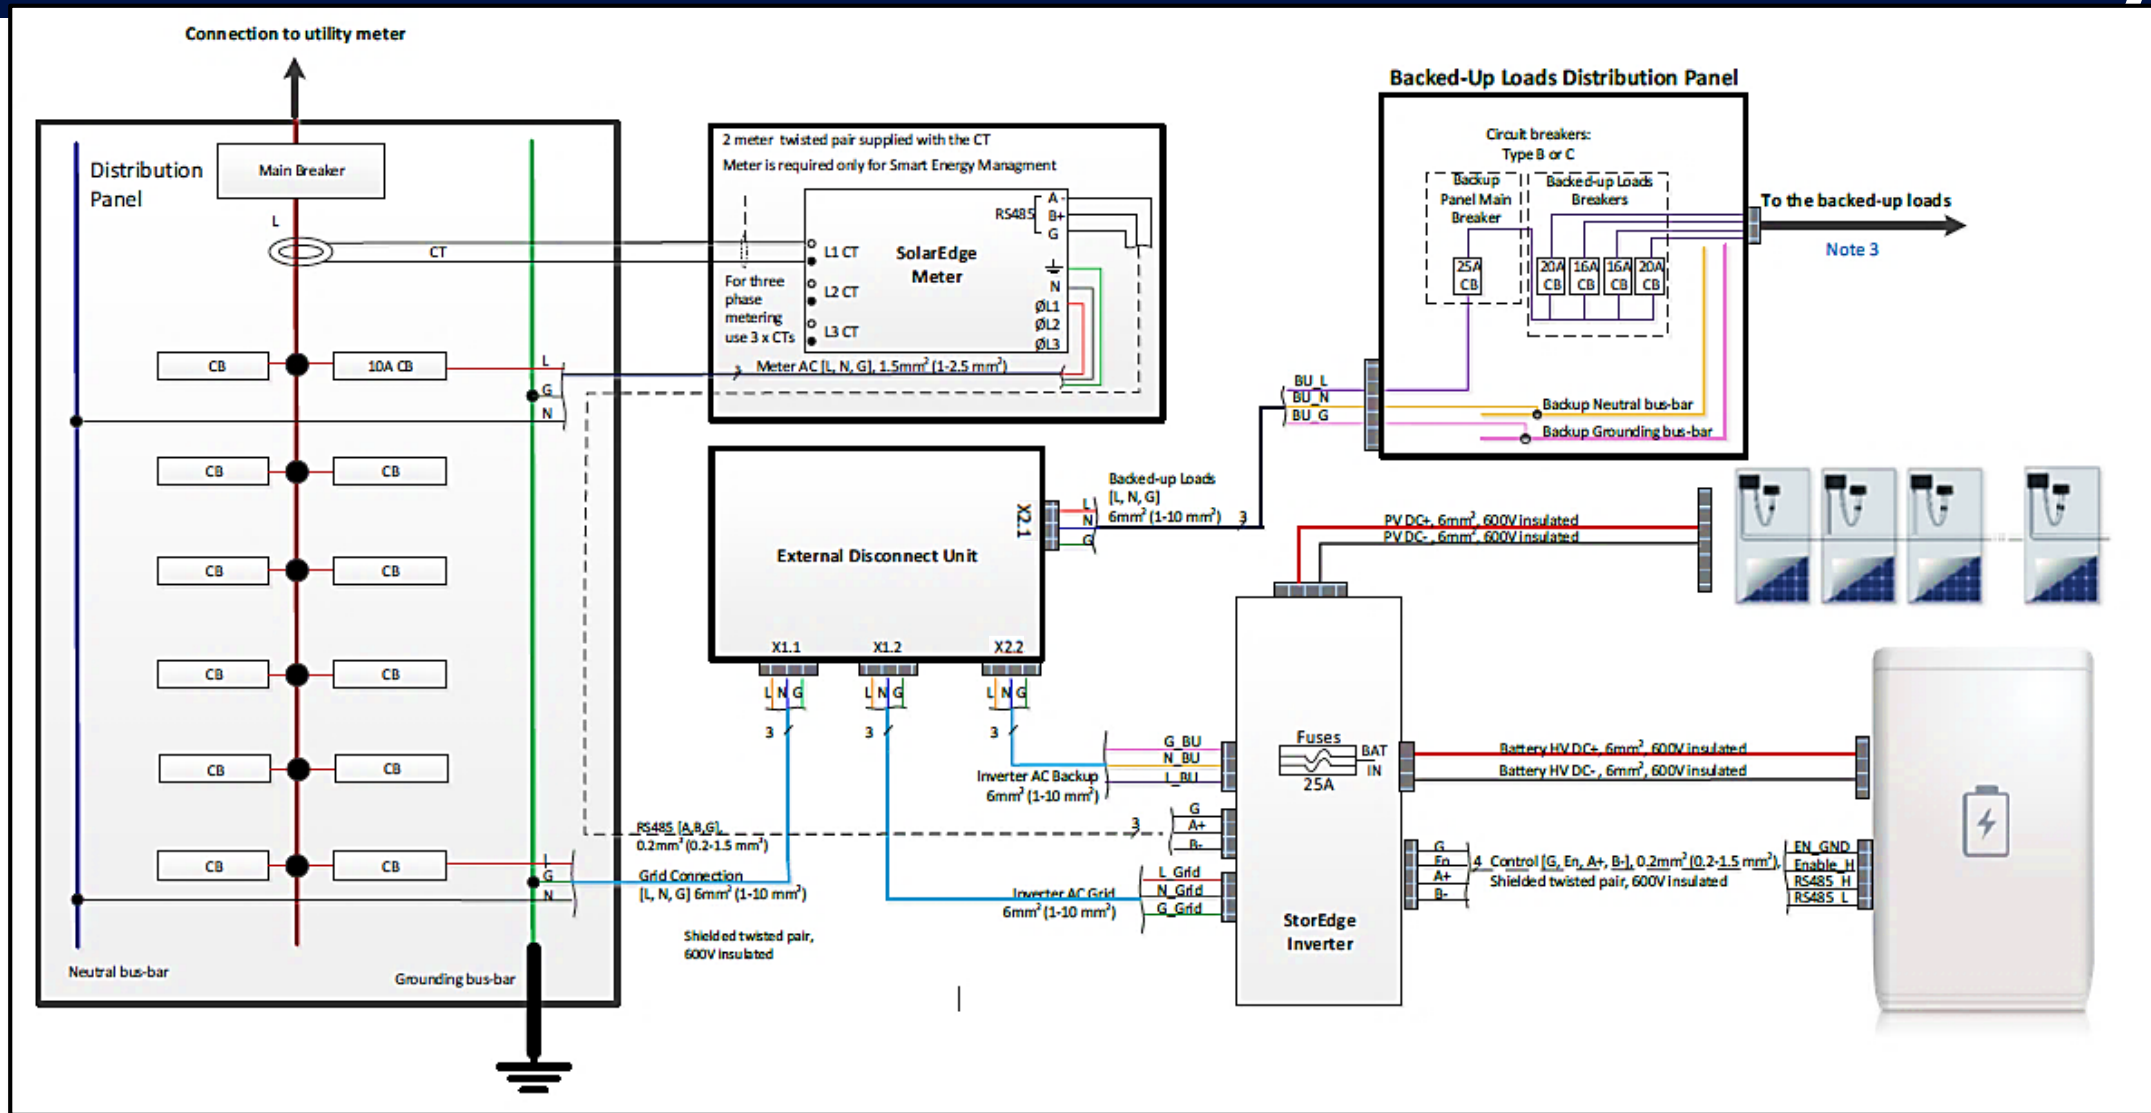 Connection to utility meter
Distribution
Panel
Main Breaker
L
CT
CB
10A CB
L
G
N
CB
CB
CB
CB
CB
CB
CB
CB
CB
CB
L
G
N
Neutral bus-bar
Grounding bus-bar
2 meter twisted pair supplied with the CT
Meter is required only for Smart Energy Managment
SolarEdge
Meter
L1 CT
L2 CT
L3 CT
RS485
A -
B+
G
N
ØL1
ØL2
ØL3
For three
phase
metering
use 3 x CTs
Meter AC [L, N, G], 1.5mm² (1-2.5 mm²)
External Disconnect Unit
X2.1
L
N
G
X1.1
X1.2
X2.2
L N G
L N G
L N G
3
3
3
Backed-up Loads
[L, N, G]
6mm² (1-10 mm²)
3
Backed-Up Loads Distribution Panel
Circuit breakers:
Type B or C
Backup
Panel Main
Breaker
Backed-up Loads
Breakers
25A
CB
20A
CB
16A
CB
16A
CB
20A
CB
BU_L
BU_N
BU_G
Backup Neutral bus-bar
Backup Grounding bus-bar
To the backed-up loads
Note 3
PV DC+, 6mm², 600V insulated
PV DC-, 6mm², 600V insulated
Inverter AC Backup
6mm² (1-10 mm²)
G_BU
N_BU
L_BU
RS485 [A,B,G],
0.2mm² (0.2-1.5 mm²)
3
G
A+
B-
Grid Connection
[L, N, G] 6mm² (1-10 mm²)
Inverter AC Grid
6mm² (1-10 mm²)
L_Grid
N_Grid
G_Grid
Shielded twisted pair,
600V insulated
Fuses
25A
BAT
IN
StorEdge
Inverter
Battery HV DC+, 6mm², 600V insulated
Battery HV DC-, 6mm², 600V insulated
G
En
A+
B-
4 Control [G, En, A+, B-], 0.2mm² (0.2-1.5 mm²),
Shielded twisted pair, 600V insulated
EN_GND
Enable_H
RS485_H
RS485_L